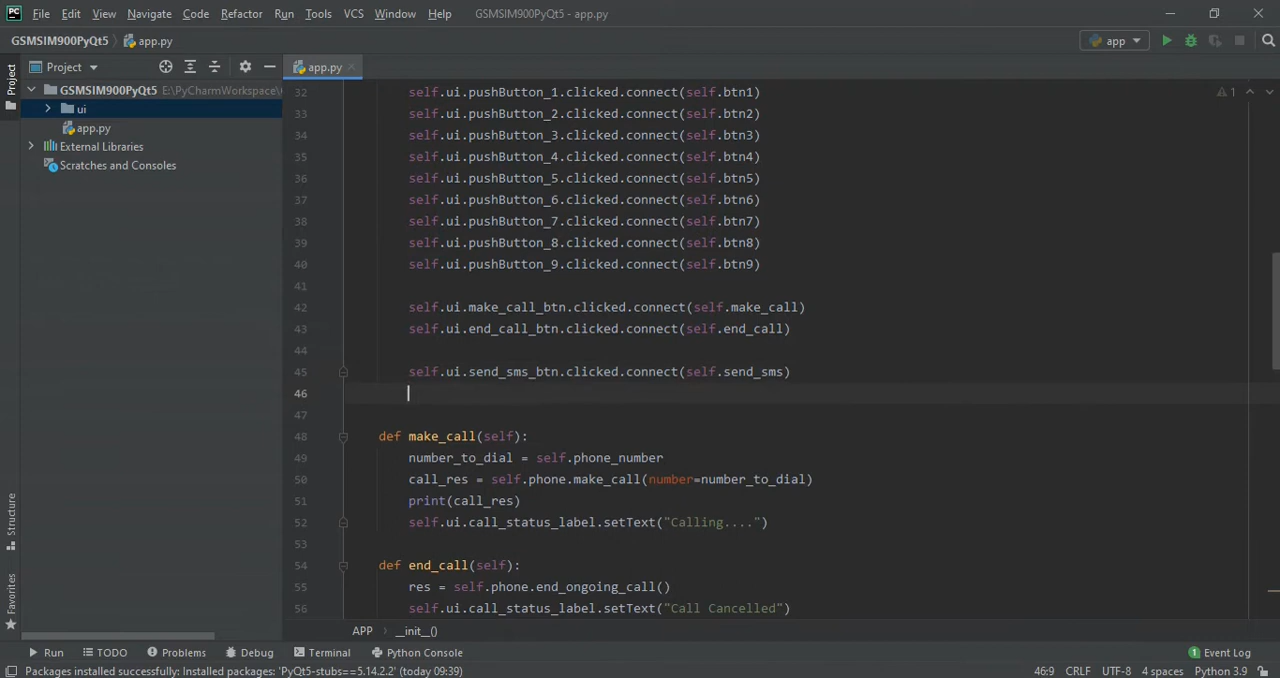 PC File Edit View Navigate Code Refactor Run Tools VCS Window Help GSMSIM900PyQt5 - app.py
GSMSIM900PyQt5 app.py app
Project app.py
GSMSIM900PyQt5 E:\PyCharmWorkspace\
ui
app.py
External Libraries
Scratches and Consoles
Project
Structure
Favorites
1
32 self.ui.pushButton_1.clicked.connect(self.btn1)
33 self.ui.pushButton_2.clicked.connect(self.btn2)
34 self.ui.pushButton_3.clicked.connect(self.btn3)
35 self.ui.pushButton_4.clicked.connect(self.btn4)
36 self.ui.pushButton_5.clicked.connect(self.btn5)
37 self.ui.pushButton_6.clicked.connect(self.btn6)
38 self.ui.pushButton_7.clicked.connect(self.btn7)
39 self.ui.pushButton_8.clicked.connect(self.btn8)
40 self.ui.pushButton_9.clicked.connect(self.btn9)
41
42 self.ui.make_call_btn.clicked.connect(self.make_call)
43 self.ui.end_call_btn.clicked.connect(self.end_call)
44
45 self.ui.send_sms_btn.clicked.connect(self.send_sms)
46
47
48 def make_call(self):
49 number_to_dial = self.phone_number
50 call_res = self.phone.make_call(number=number_to_dial)
51 print(call_res)
52 self.ui.call_status_label.setText("Calling....")
53
54 def end_call(self):
55 res = self.phone.end_ongoing_call()
56 self.ui.call_status_label.setText("Call Cancelled")
APP __init__()
Run TODO Problems Debug Terminal Python Console 1 Event Log
Packages installed successfully: Installed packages: 'PyQt5-stubs==5.14.2.2' (today 09:39) 46:9 CRLF UTF-8 4 spaces Python 3.9